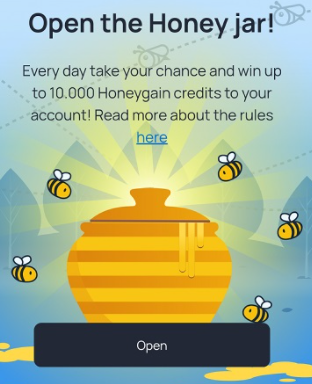 Open the Honey jar!
Every day take your chance and win up
to 10.000 Honeygain credits to your
account! Read more about the rules
here
Open